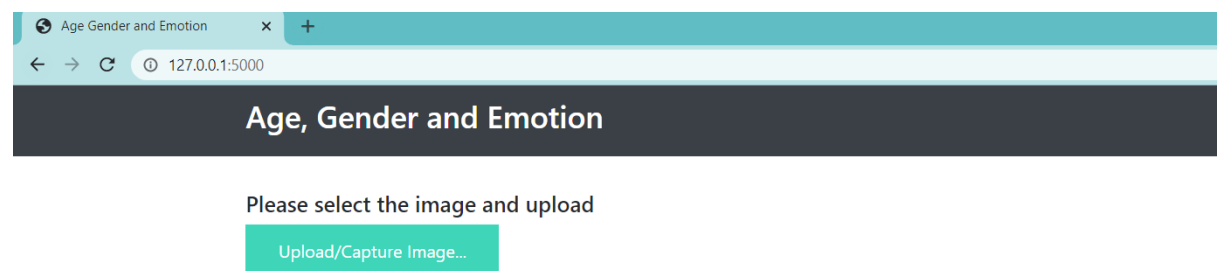 Age Gender and Emotion
127.0.0.1:5000
Age, Gender and Emotion
Please select the image and upload
Upload/Capture Image...